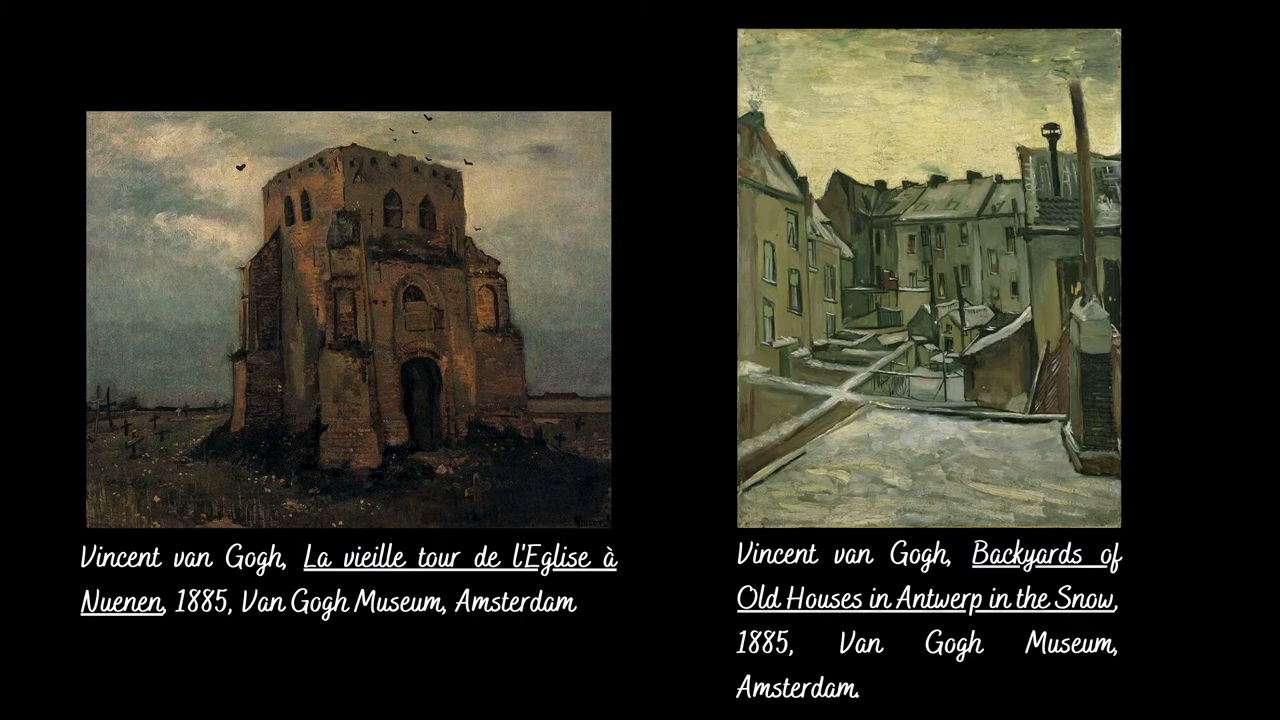 Vincent van Gogh, La vieille tour de l'Eglise à
Nuenen, 1885, Van Gogh Museum, Amsterdam
Vincent van Gogh, Backyards of
Old Houses in Antwerp in the Snow,
1885, Van Gogh Museum,
Amsterdam.